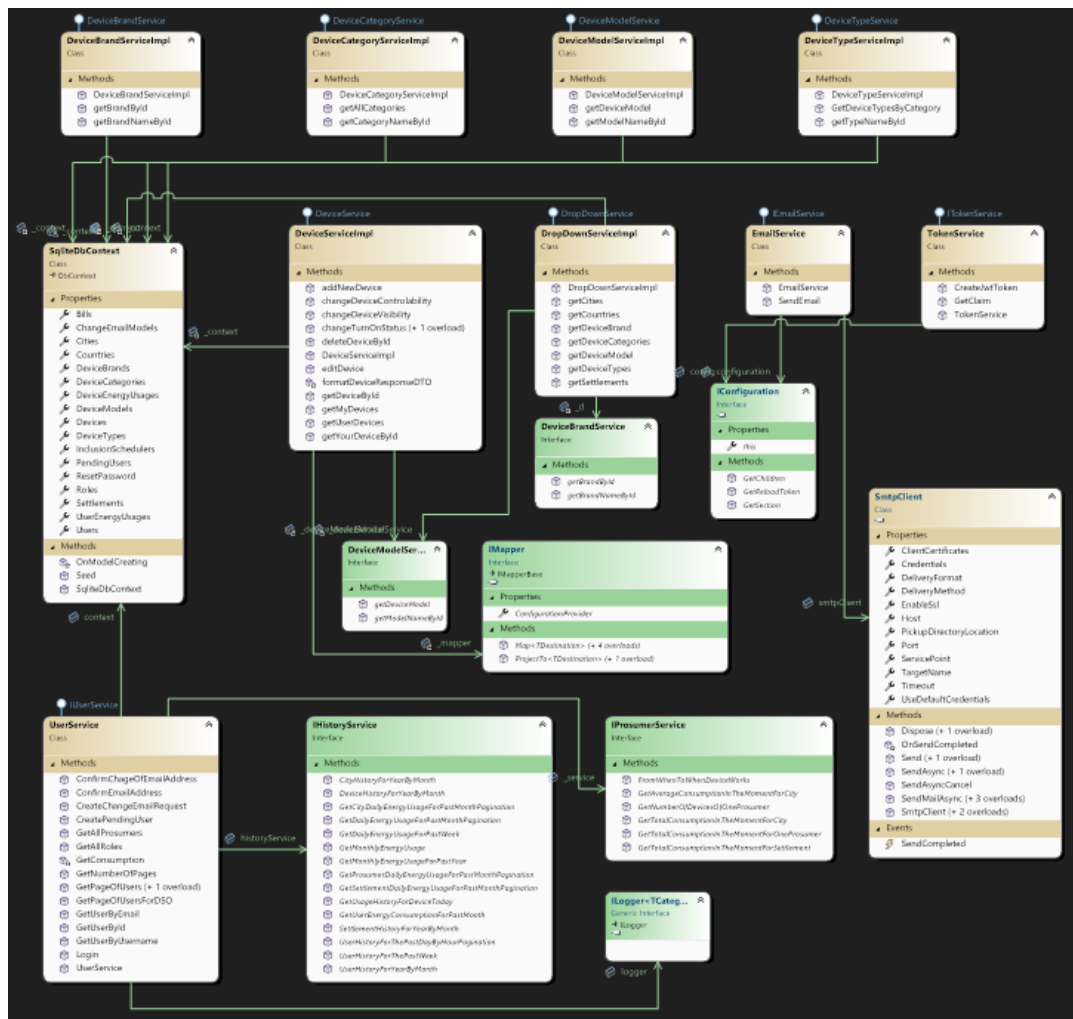 DeviceBrandService
DeviceBrandServiceImpl
Class
Methods
DeviceBrandServiceImpl
getBrandById
getBrandNameById
DeviceCategoryService
DeviceCategoryServiceImpl
Class
Methods
DeviceCategoryServiceImpl
getAllCategories
getCategoryNameById
DeviceModelService
DeviceModelServiceImpl
Class
Methods
DeviceModelServiceImpl
getDeviceModel
getModelNameById
DeviceTypeService
DeviceTypeServiceImpl
Class
Methods
DeviceTypeServiceImpl
GetDeviceTypesByCategory
getTypeNameById
SqliteDbContext
Class
DbContext
Properties
Bills
ChangeEmailModels
Cities
Countries
DeviceBrands
DeviceCategories
DeviceEnergyUsages
DeviceModels
Devices
DeviceTypes
InclusionSchedulers
PendingUsers
ResetPassword
Roles
Settlements
UserEnergyUsages
Users
Methods
OnModelCreating
Seed
SqliteDbContext
_context
DeviceService
DeviceServiceImpl
Class
Methods
addNewDevice
changeDeviceControlability
changeDeviceVisibility
changeTurnOnStatus (+ 1 overload)
deleteDeviceById
DeviceServiceImpl
editDevice
formatDeviceResponseDTO
getDeviceById
getMyDevices
getUserDevices
getYourDeviceById
DropDownService
DropDownServiceImpl
Class
Methods
DropDownServiceImpl
getCities
getCountries
getDeviceBrand
getDeviceCategories
getDeviceModel
getDeviceTypes
getSettlements
IEmailService
EmailService
Class
Methods
EmailService
SendEmail
ITokenService
TokenService
Class
Methods
CreateJwtToken
GetClaim
TokenService
_d
DeviceBrandService
Interface
Methods
getBrandById
getBrandNameById
IConfiguration
Interface
Properties
this
Methods
GetChildren
GetReloadToken
GetSection
DeviceModelSer...
Interface
Methods
getDeviceModel
getModelNameById
_mapper
IMapper
Interface
IMapperBase
Properties
ConfigurationProvider
Methods
Map<TDestination> (+ 4 overloads)
ProjectTo<TDestination> (+ 1 overload)
smtpClient
SmtpClient
Class
Properties
ClientCertificates
Credentials
DeliveryFormat
DeliveryMethod
EnableSsl
Host
PickupDirectoryLocation
Port
ServicePoint
TargetName
Timeout
UseDefaultCredentials
Methods
Dispose (+ 1 overload)
OnSendCompleted
Send (+ 1 overload)
SendAsync (+ 1 overload)
SendAsyncCancel
SendMailAsync (+ 3 overloads)
SmtpClient (+ 2 overloads)
Events
SendCompleted
context
IUserService
UserService
Class
Methods
ConfirmChageOfEmailAddress
ConfirmEmailAddress
CreateChangeEmailRequest
CreatePendingUser
GetAllProsumers
GetAllRoles
GetConsumption
GetNumberOfPages
GetPageOfUsers (+ 1 overload)
GetPageOfUsersForDSO
GetUserByEmail
GetUserById
GetUserByUsername
Login
UserService
historyService
IHistoryService
Interface
Methods
CityHistoryForYearByMonth
DeviceHistoryForYearByMonth
GetCityDailyEnergyUsageForPastMonthPagination
GetDailyEnergyUsageForPastMonth
GetDailyEnergyUsageForPastWeek
GetMonthlyEnergyUsage
GetMonthlyEnergyUsageForPastYear
GetProsumerDailyEnergyUsageForPastMonthPagination
GetSettlementDailyEnergyUsageForPastMonthPagination
GetUsageHistoryForDeviceToday
GetUserEnergyConsumptionForPastMonth
SettlementHistoryForYearByMonth
UserHistoryForThePastDayByHourPagination
UserHistoryForThePastWeek
UserHistoryForYearByMonth
_service
IProsumerService
Interface
Methods
FromWhenToWhenDeviceWorks
GetAverageConsumptionInTheMomentForCity
GetNumberOfDevicesOfOneProsumer
GetTotalConsumptionInTheMomentForCity
GetTotalConsumptionInTheMomentForOneProsumer
GetTotalConsumptionInTheMomentForSettlement
logger
ILogger<TCateg...
Generic Interface
ILogger